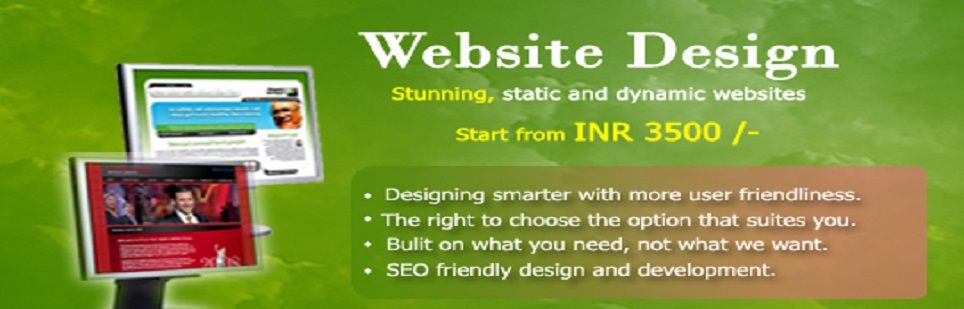 Website Design
Stunning, static and dynamic websites
Start from INR 3500 /-
• Designing smarter with more user friendliness.
• The right to choose the option that suites you.
• Bulit on what you need, not what we want.
• SEO friendly design and development.
2008